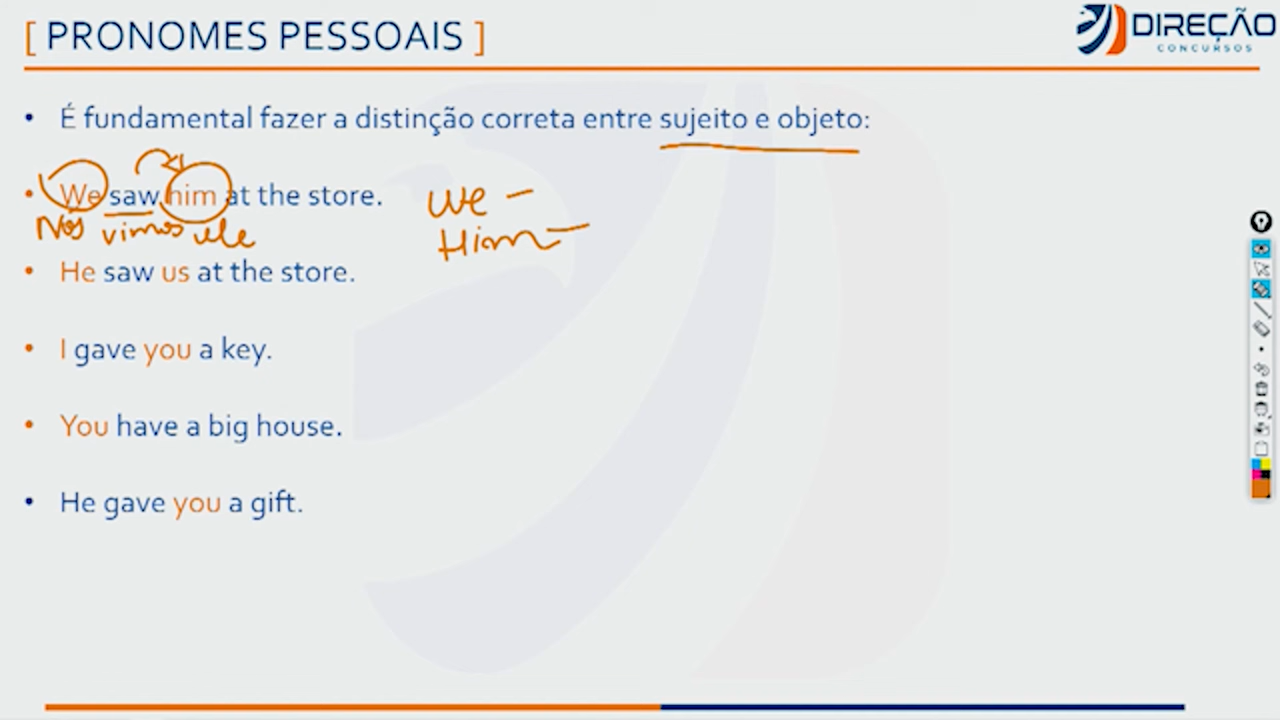 [ PRONOMES PESSOAIS ]
DIREÇÃO
CONCURSOS
• É fundamental fazer a distinção correta entre sujeito e objeto:
• We saw him at the store.
We –
Nós vimos ele
Him –
• He saw us at the store.
• I gave you a key.
• You have a big house.
• He gave you a gift.